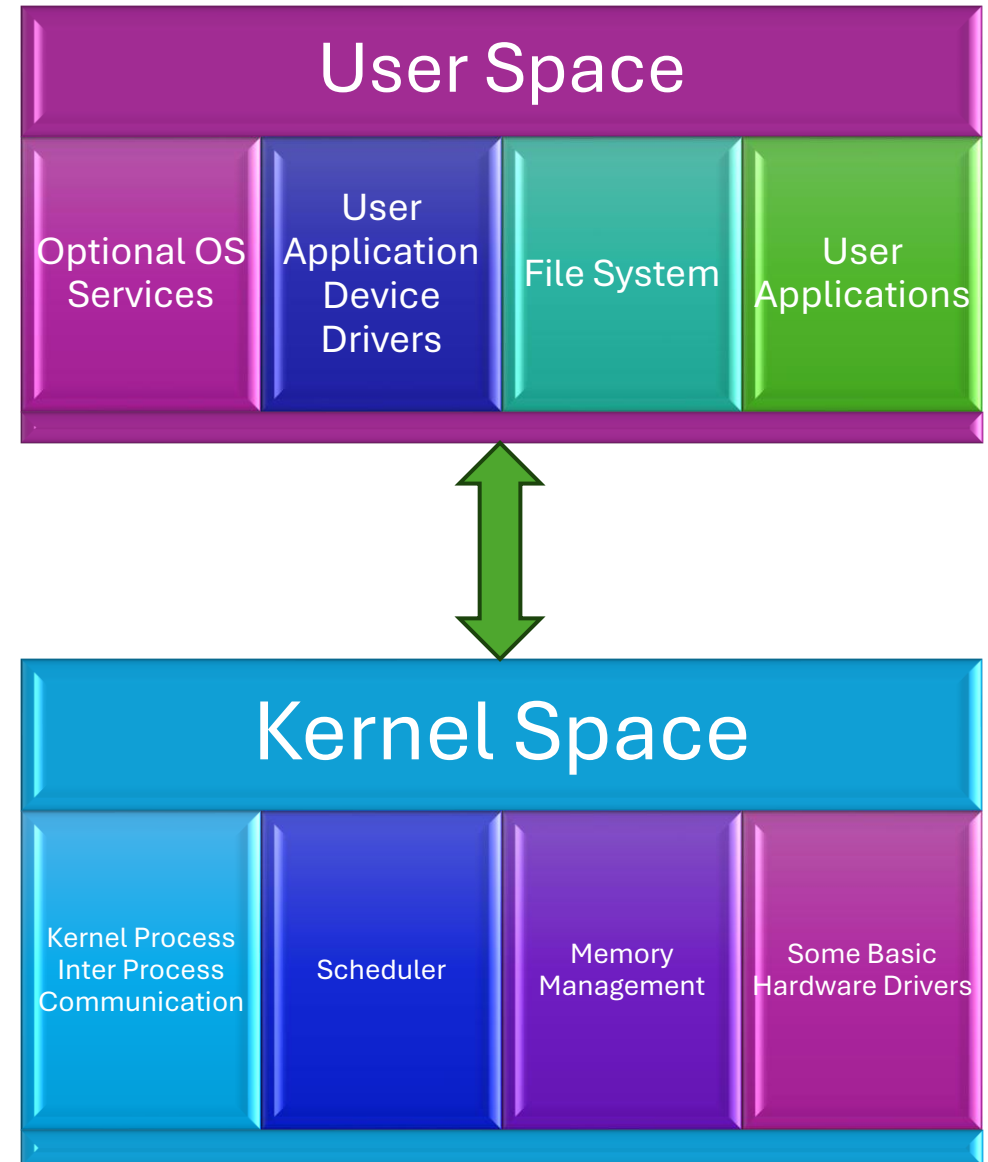 User Space
Optional OS
Services
User
Application
Device
Drivers
File System
User
Applications
Kernel Space
Kernel Process
Inter Process
Communication
Scheduler
Memory
Management
Some Basic
Hardware Drivers